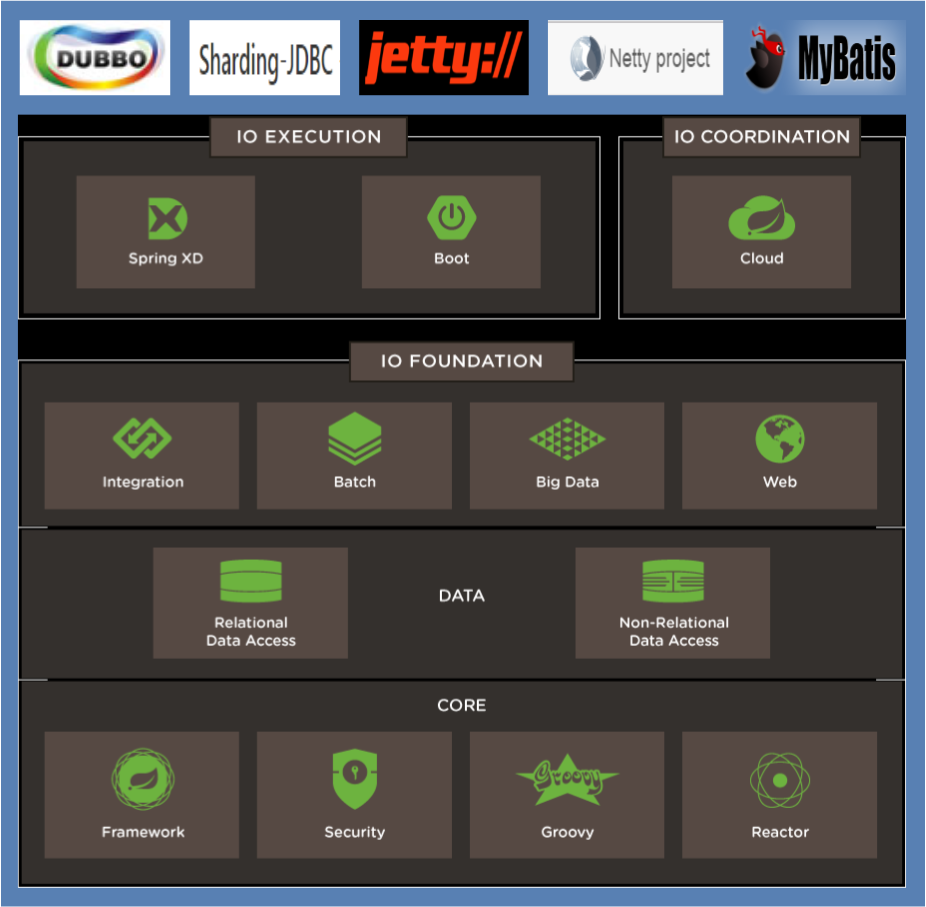 DUBBO
Sharding-JDBC
jetty://
Netty project
MyBatis
IO EXECUTION
IO COORDINATION
Spring XD
Boot
Cloud
IO FOUNDATION
Integration
Batch
Big Data
Web
DATA
Relational
Data Access
Non-Relational
Data Access
CORE
Framework
Security
Groovy
Groovy
Reactor